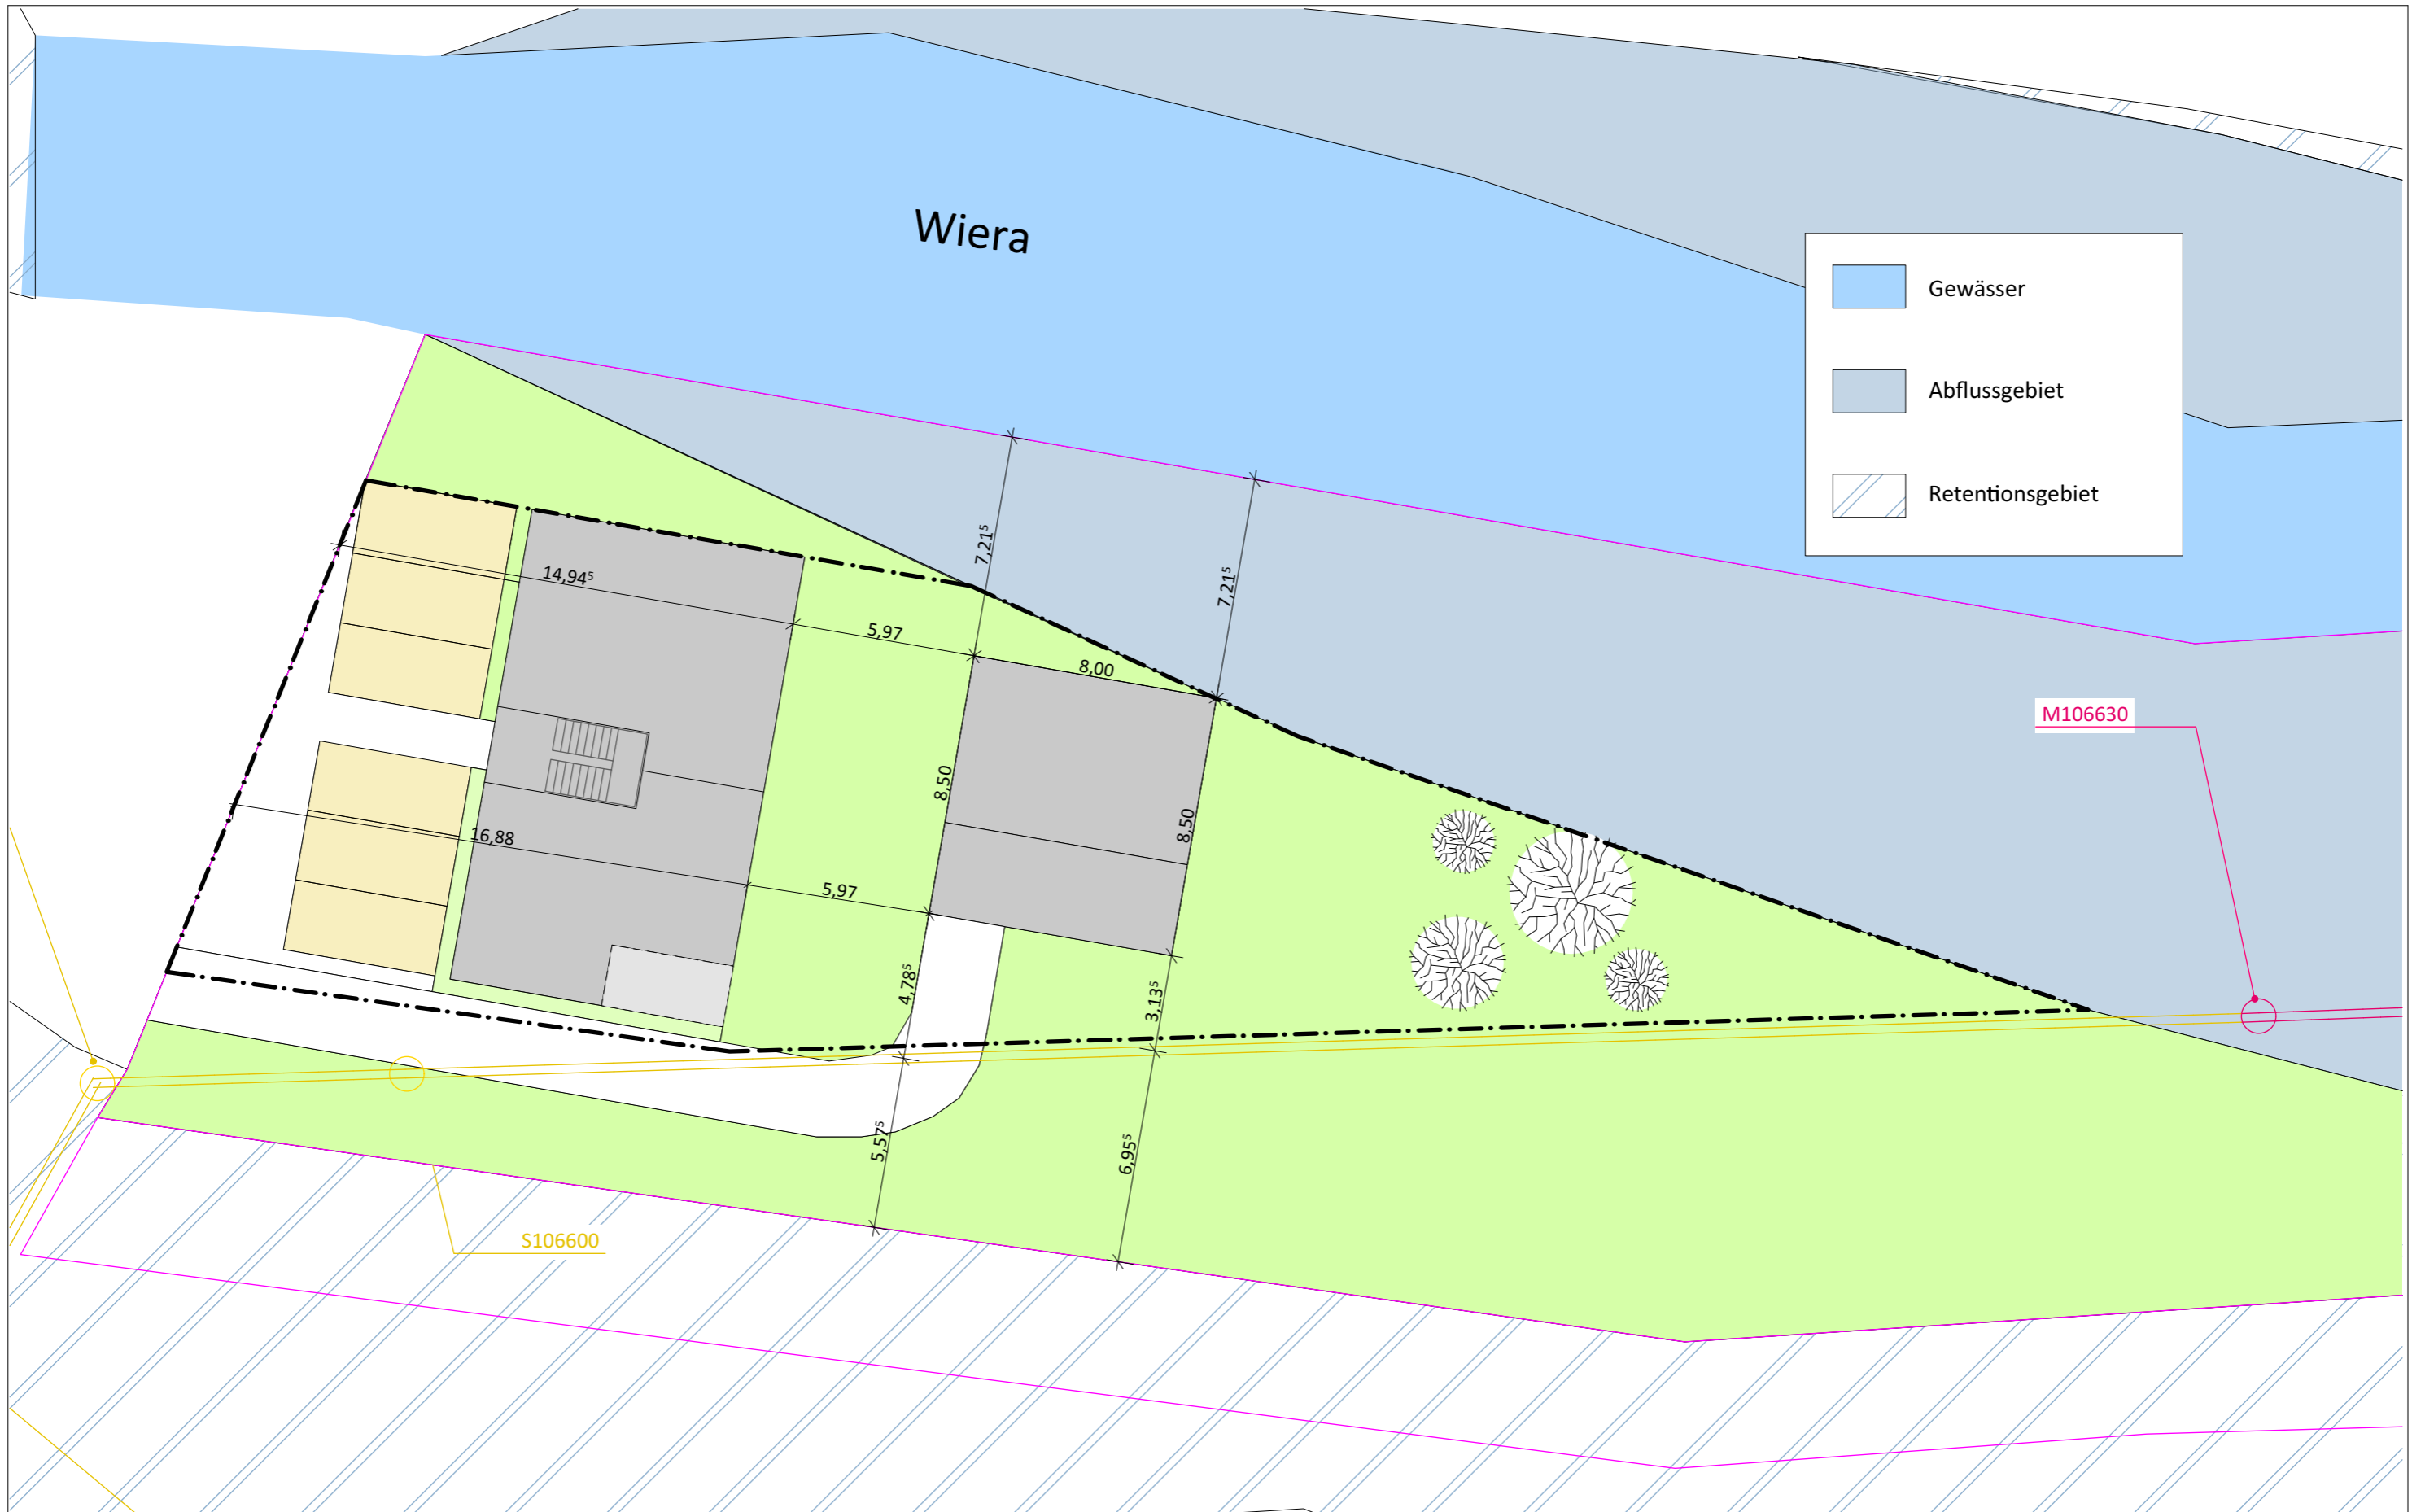 Wiera
Gewässer
Abflussgebiet
Retentionsgebiet
7,21⁵
7,21⁵
14,94⁵
5,97
8,00
M106630
8,50
8,50
16,88
5,97
4,78⁵
3,13⁵
5,57⁵
6,95⁵
S106600